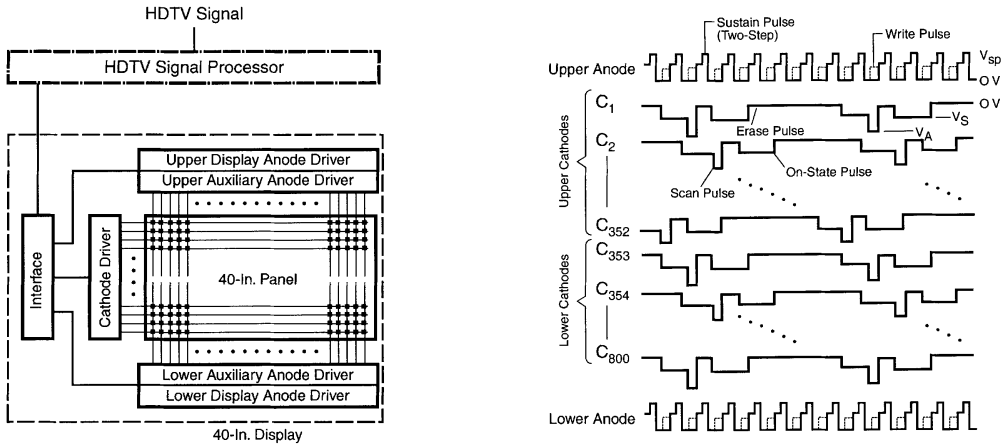 HDTV Signal
HDTV Signal Processor
Upper Display Anode Driver
Upper Auxiliary Anode Driver
Interface
Cathode Driver
40-In. Panel
Lower Auxiliary Anode Driver
Lower Display Anode Driver
40-In. Display
Sustain Pulse
(Two-Step)
Write Pulse
Upper Anode
Vsp
O V
Upper Cathodes
C1
O V
VS
Erase Pulse
VA
C2
Scan Pulse
On-State Pulse
C352
Lower Cathodes
C353
C354
C800
Lower Anode